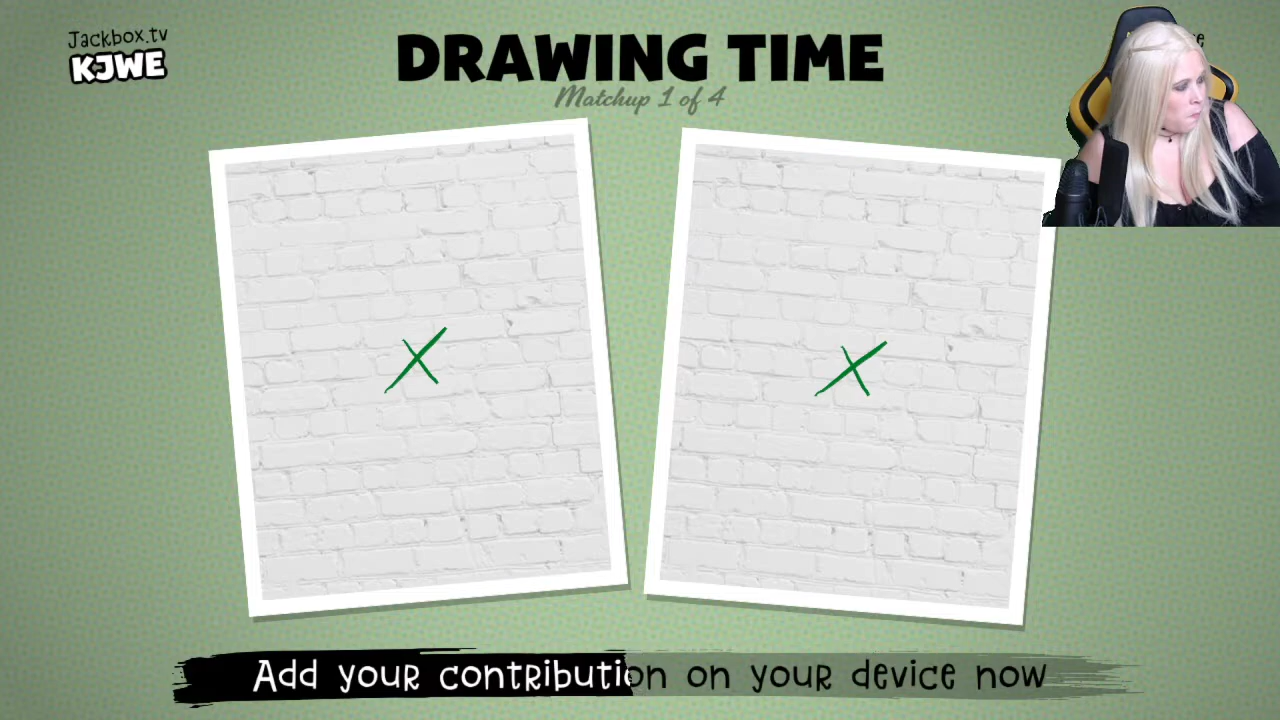 Jackbox.tv
KJWE
DRAWING TIME
Matchup 1 of 4
Add your contribution on your device now